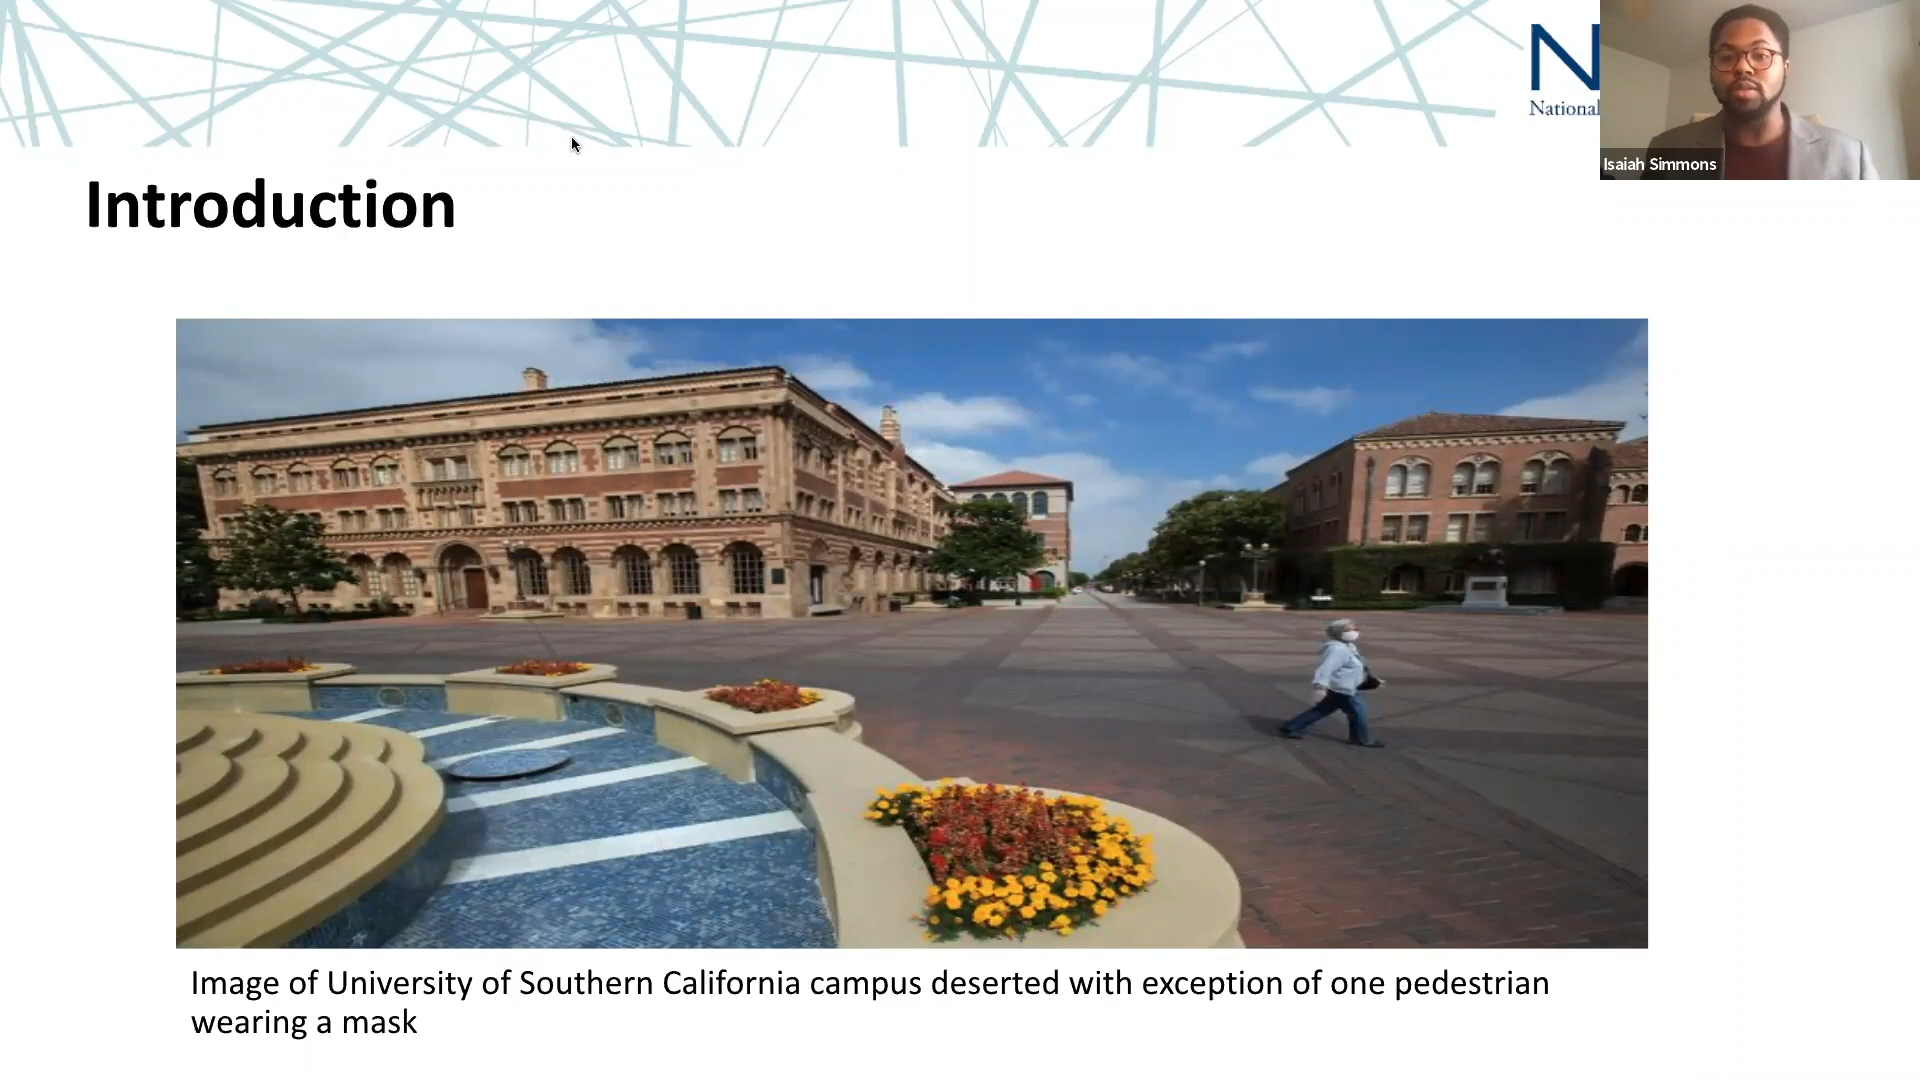 N
National
Isaiah Simmons
Introduction
Image of University of Southern California campus deserted with exception of one pedestrian
wearing a mask